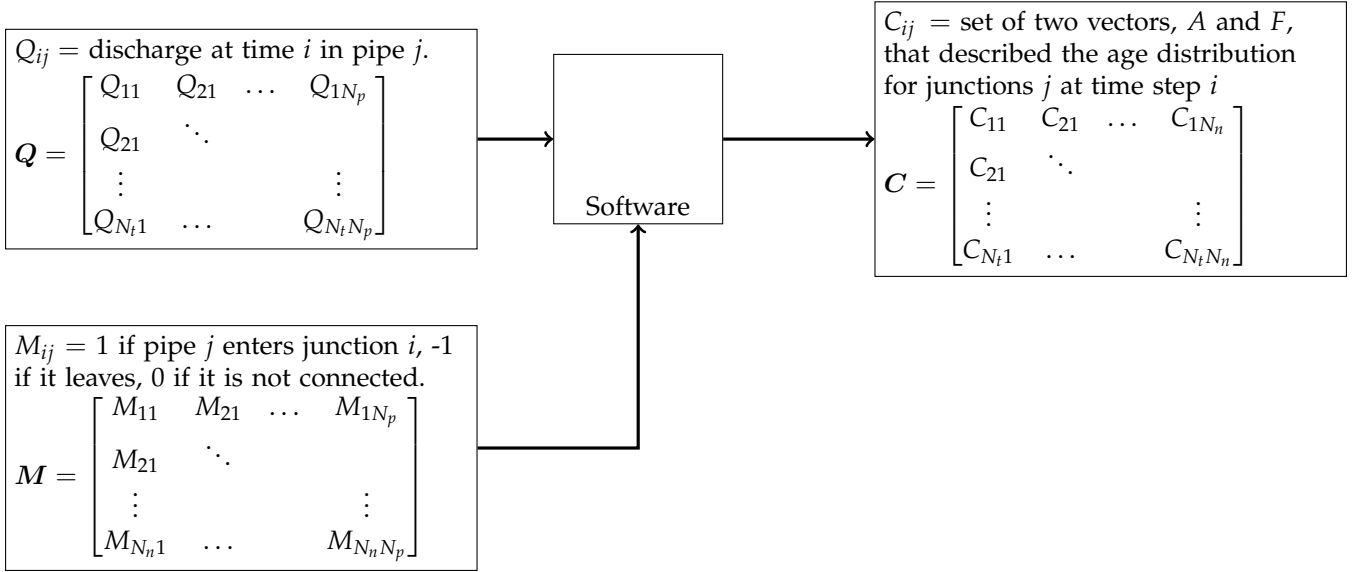 Q_{ij} = discharge at time i in pipe j.
Q = [Q_{11} Q_{21} … Q_{1N_p}
Q_{21} ⋱
⋮ ⋮
Q_{N_t1} … Q_{N_tN_p}]
Software
C_{ij} = set of two vectors, A and F,
that described the age distribution
for junctions j at time step i
C = [C_{11} C_{21} … C_{1N_n}
C_{21} ⋱
⋮ ⋮
C_{N_t1} … C_{N_tN_n}]
M_{ij} = 1 if pipe j enters junction i, -1
if it leaves, 0 if it is not connected.
M = [M_{11} M_{21} … M_{1N_p}
M_{21} ⋱
⋮ ⋮
M_{N_n1} … M_{N_nN_p}]